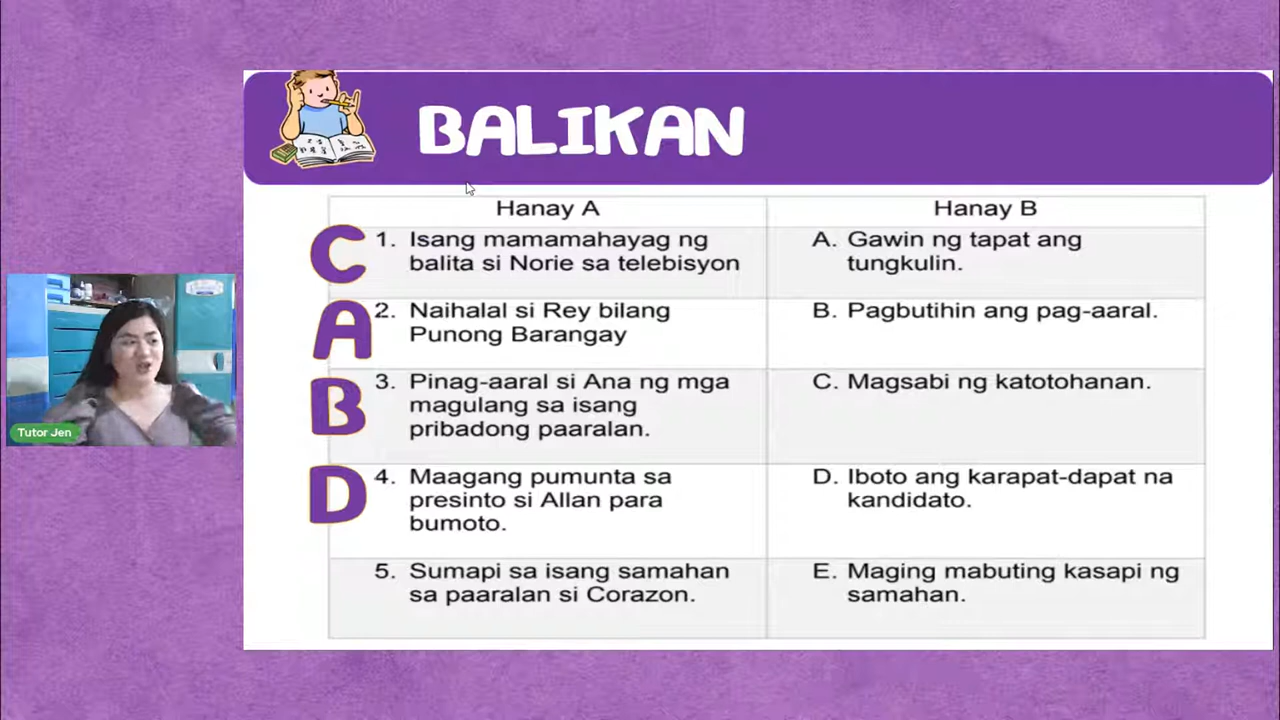 BALIKAN
Hanay A
Hanay B
C
1. Isang mamamahayag ng
balita si Norie sa telebisyon
A. Gawin ng tapat ang
tungkulin.
A
2. Naihalal si Rey bilang
Punong Barangay
B. Pagbutihin ang pag-aaral.
B
3. Pinag-aaral si Ana ng mga
magulang sa isang
pribadong paaralan.
C. Magsabi ng katotohanan.
D
4. Maagang pumunta sa
presinto si Allan para
bumoto.
D. Iboto ang karapat-dapat na
kandidato.
5. Sumapi sa isang samahan
sa paaralan si Corazon.
E. Maging mabuting kasapi ng
samahan.
Tutor Jen